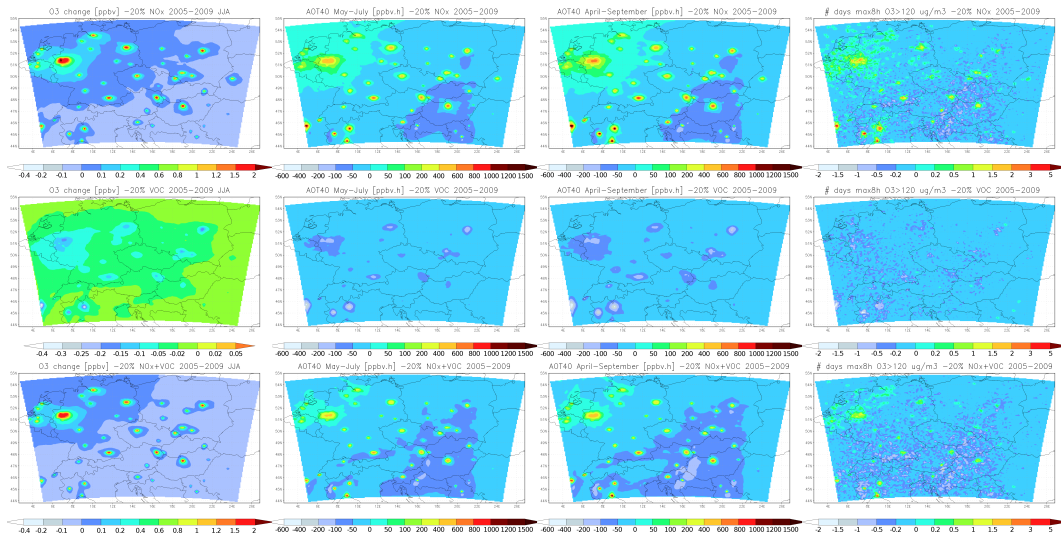 O3 change [ppbv] −20% NOx 2005−2009 JJA
AOT40 May−July [ppbv.h] −20% NOx 2005−2009
AOT40 April−September [ppbv.h] −20% NOx 2005−2009
# days max8h O3>120 ug/m3 −20% NOx 2005−2009
-0.4 -0.2 -0.1 0 0.1 0.2 0.4 0.6 0.8 1 1.2 1.5 2
-600 -400 -200 -100 -50 0 50 100 200 400 600 800 1000 1200 1500
-600 -400 -200 -100 -50 0 50 100 200 400 600 800 1000 1200 1500
-2 -1 -0.5 -0.2 0 0.2 0.5 1 1.5 2 3 5
O3 change [ppbv] −20% VOC 2005−2009 JJA
AOT40 May−July [ppbv.h] −20% VOC 2005−2009
AOT40 April−September [ppbv.h] −20% VOC 2005−2009
# days max8h O3>120 ug/m3 −20% VOC 2005−2009
-0.4 -0.3 -0.25 -0.2 -0.15 -0.1 -0.05 -0.02 0 0.02 0.05
-600 -400 -200 -100 -50 0 50 100 200 400 600 800 1000 1200 1500
-600 -400 -200 -100 -50 0 50 100 200 400 600 800 1000 1200 1500
-2 -1 -0.5 -0.2 0 0.2 0.5 1 1.5 2 3 5
O3 change [ppbv] −20% NOx+VOC 2005−2009 JJA
AOT40 May−July [ppbv.h] −20% NOx+VOC 2005−2009
AOT40 April−September [ppbv.h] −20% NOx+VOC 2005−2009
# days max8h O3>120 ug/m3 −20% NOx+VOC 2005−2009
-0.4 -0.2 -0.1 0 0.1 0.2 0.4 0.6 0.8 1 1.2 1.5 2
-600 -400 -200 -100 -50 0 50 100 200 400 600 800 1000 1200 1500
-600 -400 -200 -100 -50 0 50 100 200 400 600 800 1000 1200 1500
-2 -1 -0.5 -0.2 0 0.2 0.5 1 1.5 2 3 5